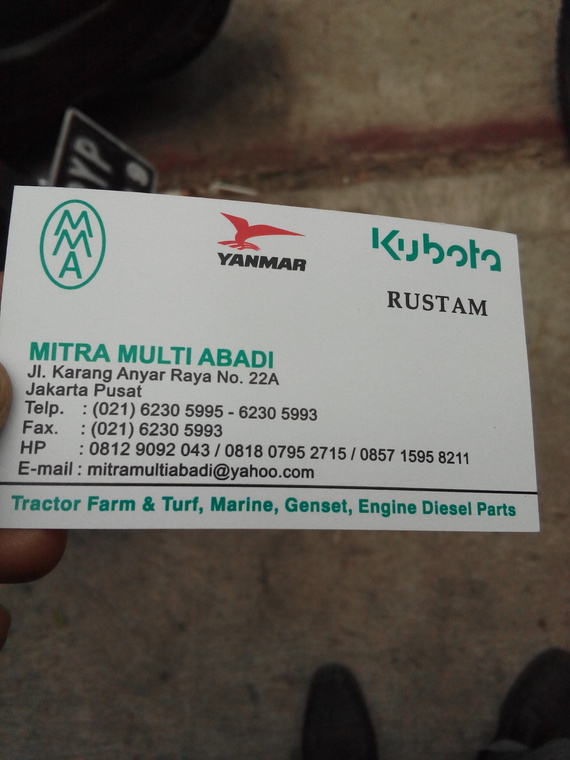 YP
9
MMA
YANMAR
Kubota
RUSTAM
MITRA MULTI ABADI
Jl. Karang Anyar Raya No. 22A
Jakarta Pusat
Telp. : (021) 6230 5995 - 6230 5993
Fax. : (021) 6230 5993
HP : 0812 9092 043 / 0818 0795 2715 / 0857 1595 8211
E-mail : mitramultiabadi@yahoo.com
Tractor Farm & Turf, Marine, Genset, Engine Diesel Parts